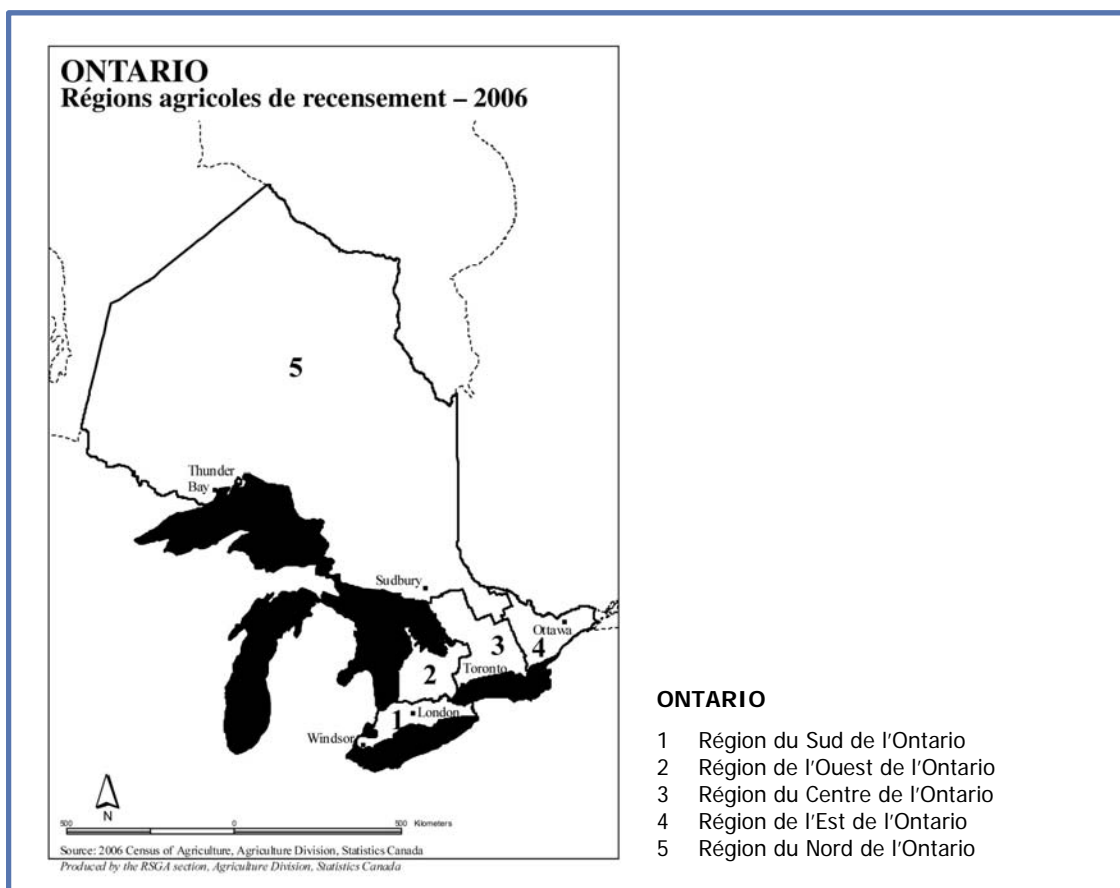 ONTARIO
Régions agricoles de recensement – 2006
5
Thunder
Bay
Sudbury
Ottawa
3
4
Toronto
2
1
London
Windsor
N
500 0 500 Kilometers
Source: 2006 Census of Agriculture, Agriculture Division, Statistics Canada
Produced by the RSGA section, Agriculture Division, Statistics Canada
ONTARIO
1 Région du Sud de l'Ontario
2 Région de l'Ouest de l'Ontario
3 Région du Centre de l'Ontario
4 Région de l'Est de l'Ontario
5 Région du Nord de l'Ontario